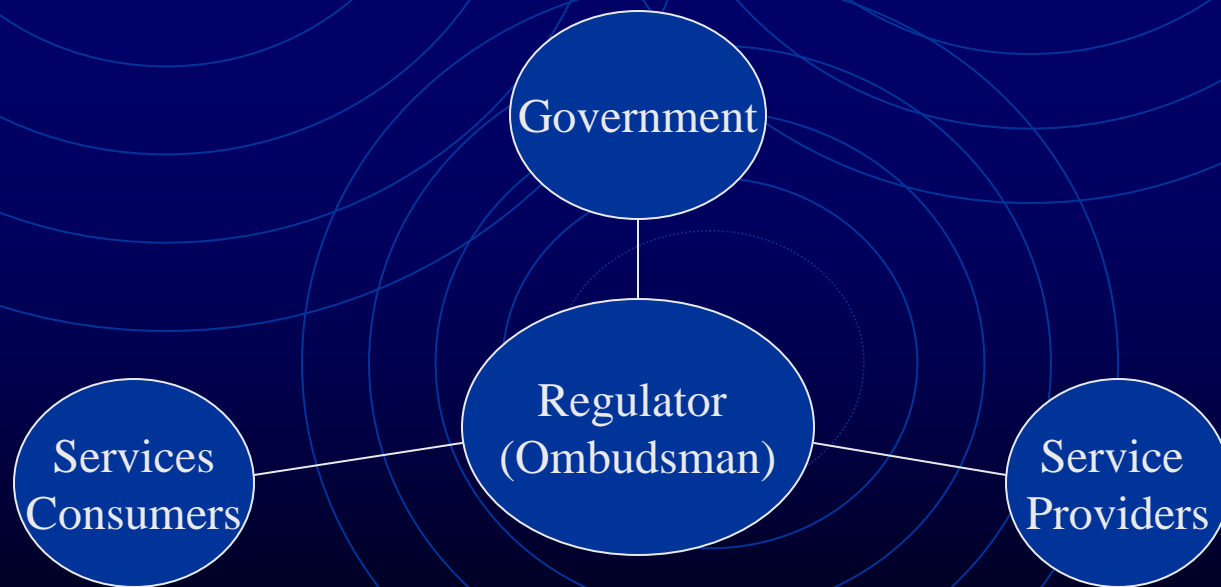 Government
Regulator
(Ombudsman)
Services
Consumers
Service
Providers